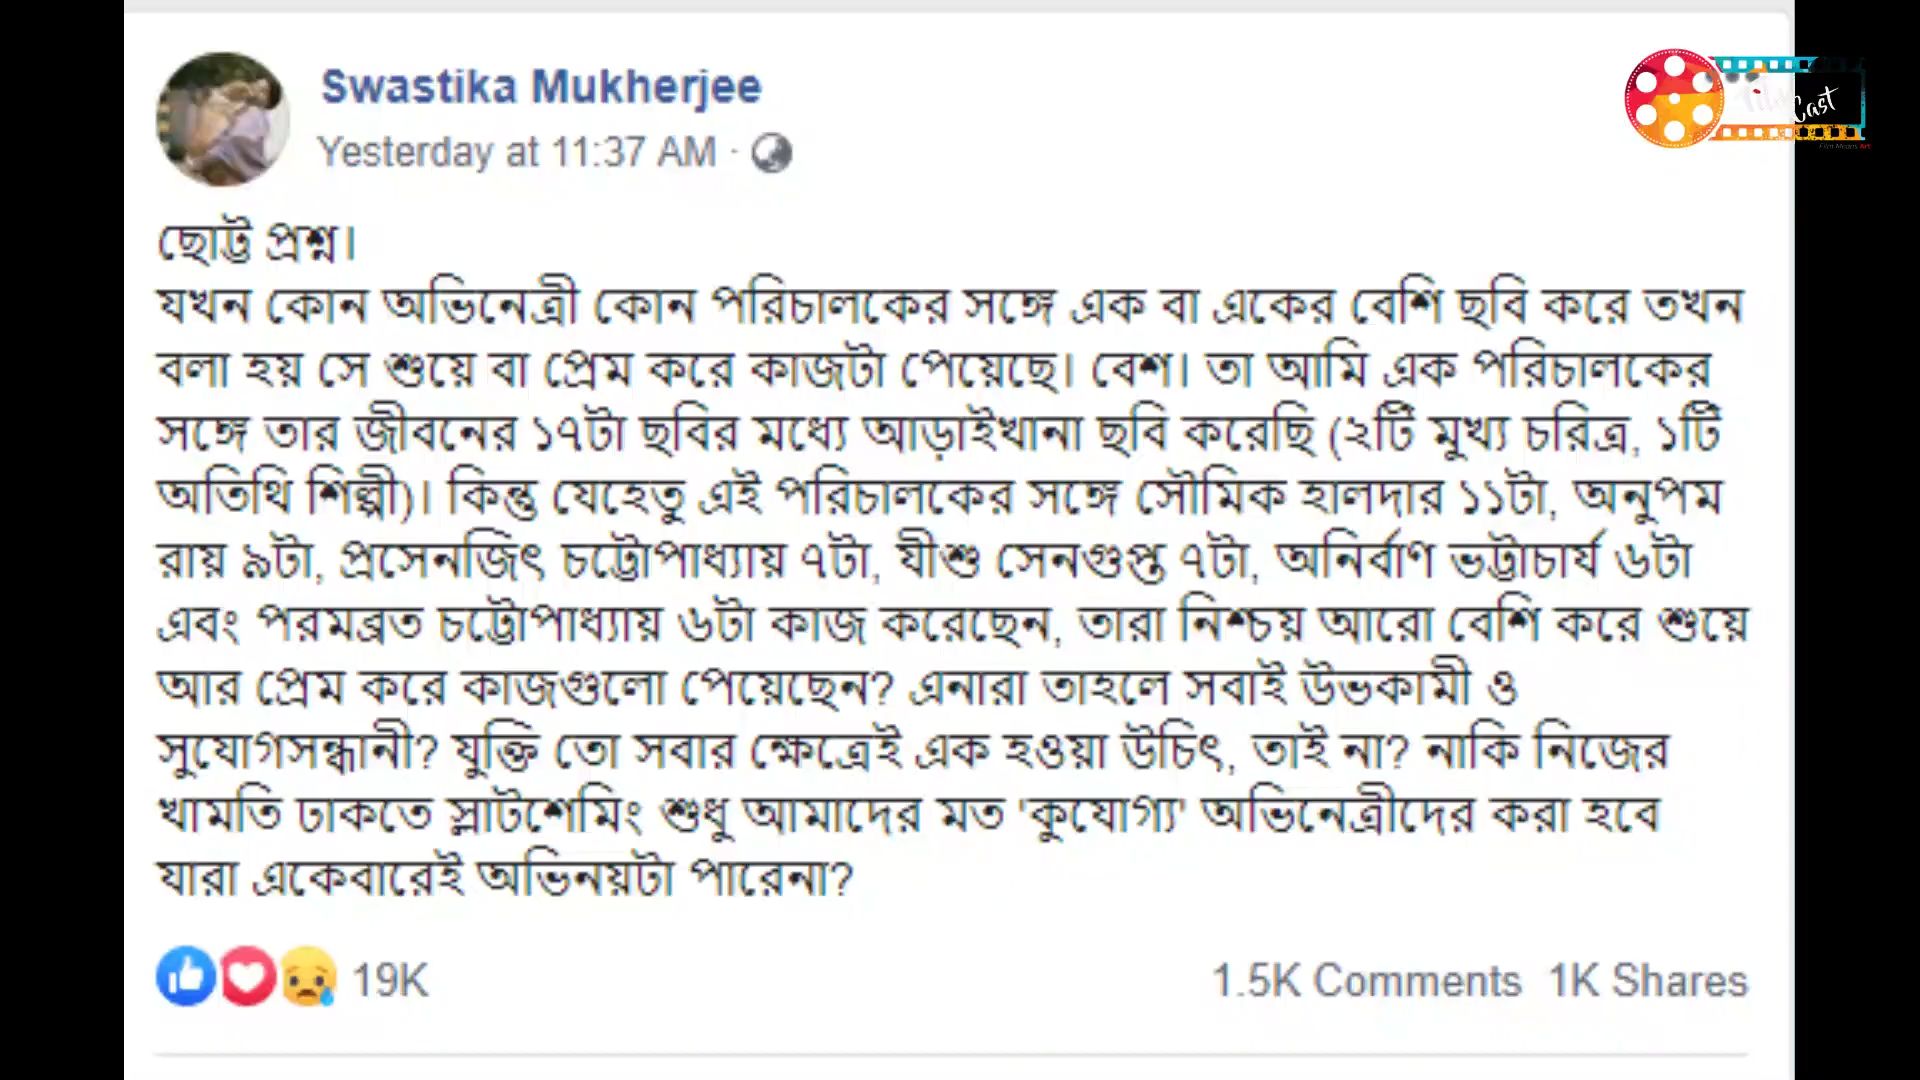 Swastika Mukherjee
Yesterday at 11:37 AM ·
ছোট্ট প্রশ্ন।
যখন কোন অভিনেত্রী কোন পরিচালকের সঙ্গে এক বা একের বেশি ছবি করে তখন
বলা হয় সে শুয়ে বা প্রেম করে কাজটা পেয়েছে। বেশ। তা আমি এক পরিচালকের
সঙ্গে তার জীবনের ১৭টা ছবির মধ্যে আড়াইখানা ছবি করেছি (২টি মুখ্য চরিত্র, ১টি
অতিথি শিল্পী)। কিন্তু যেহেতু এই পরিচালকের সঙ্গে সৌমিক হালদার ১১টা, অনুপম
রায় ৯টা, প্রসেনজিৎ চট্টোপাধ্যায় ৭টা, যীশু সেনগুপ্ত ৭টা, অনির্বাণ ভট্টাচার্য ৬টা
এবং পরমব্রত চট্টোপাধ্যায় ৬টা কাজ করেছেন, তারা নিশ্চয় আরো বেশি করে শুয়ে
আর প্রেম করে কাজগুলো পেয়েছেন? এনারা তাহলে সবাই উভকামী ও
সুযোগসন্ধানী? যুক্তি তো সবার ক্ষেত্রেই এক হওয়া উচিৎ, তাই না? নাকি নিজের
খামতি ঢাকতে স্লাটশেমিং শুধু আমাদের মত 'কুযোগ্য' অভিনেত্রীদের করা হবে
যারা একেবারেই অভিনয়টা পারেনা?
19K
1.5K Comments 1K Shares
Cast
Film Means Art